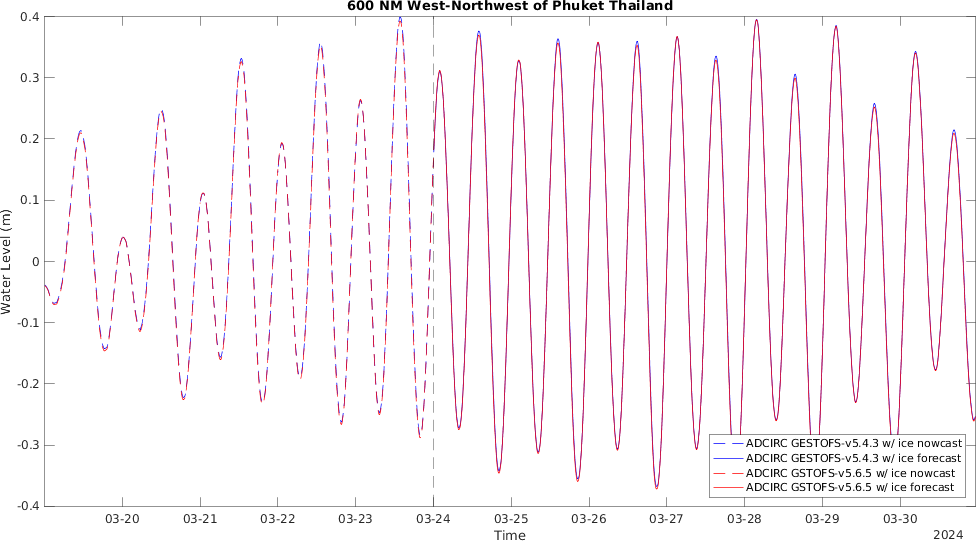 600 NM West-Northwest of Phuket Thailand
0.4
0.3
0.2
0.1
0
-0.1
-0.2
-0.3
-0.4
Water Level (m)
ADCIRC GESTOFS-v5.4.3 w/ ice nowcast
ADCIRC GESTOFS-v5.4.3 w/ ice forecast
ADCIRC GSTOFS-v5.6.5 w/ ice nowcast
ADCIRC GSTOFS-v5.6.5 w/ ice forecast
03-20 03-21 03-22 03-23 03-24 03-25 03-26 03-27 03-28 03-29 03-30
Time
2024